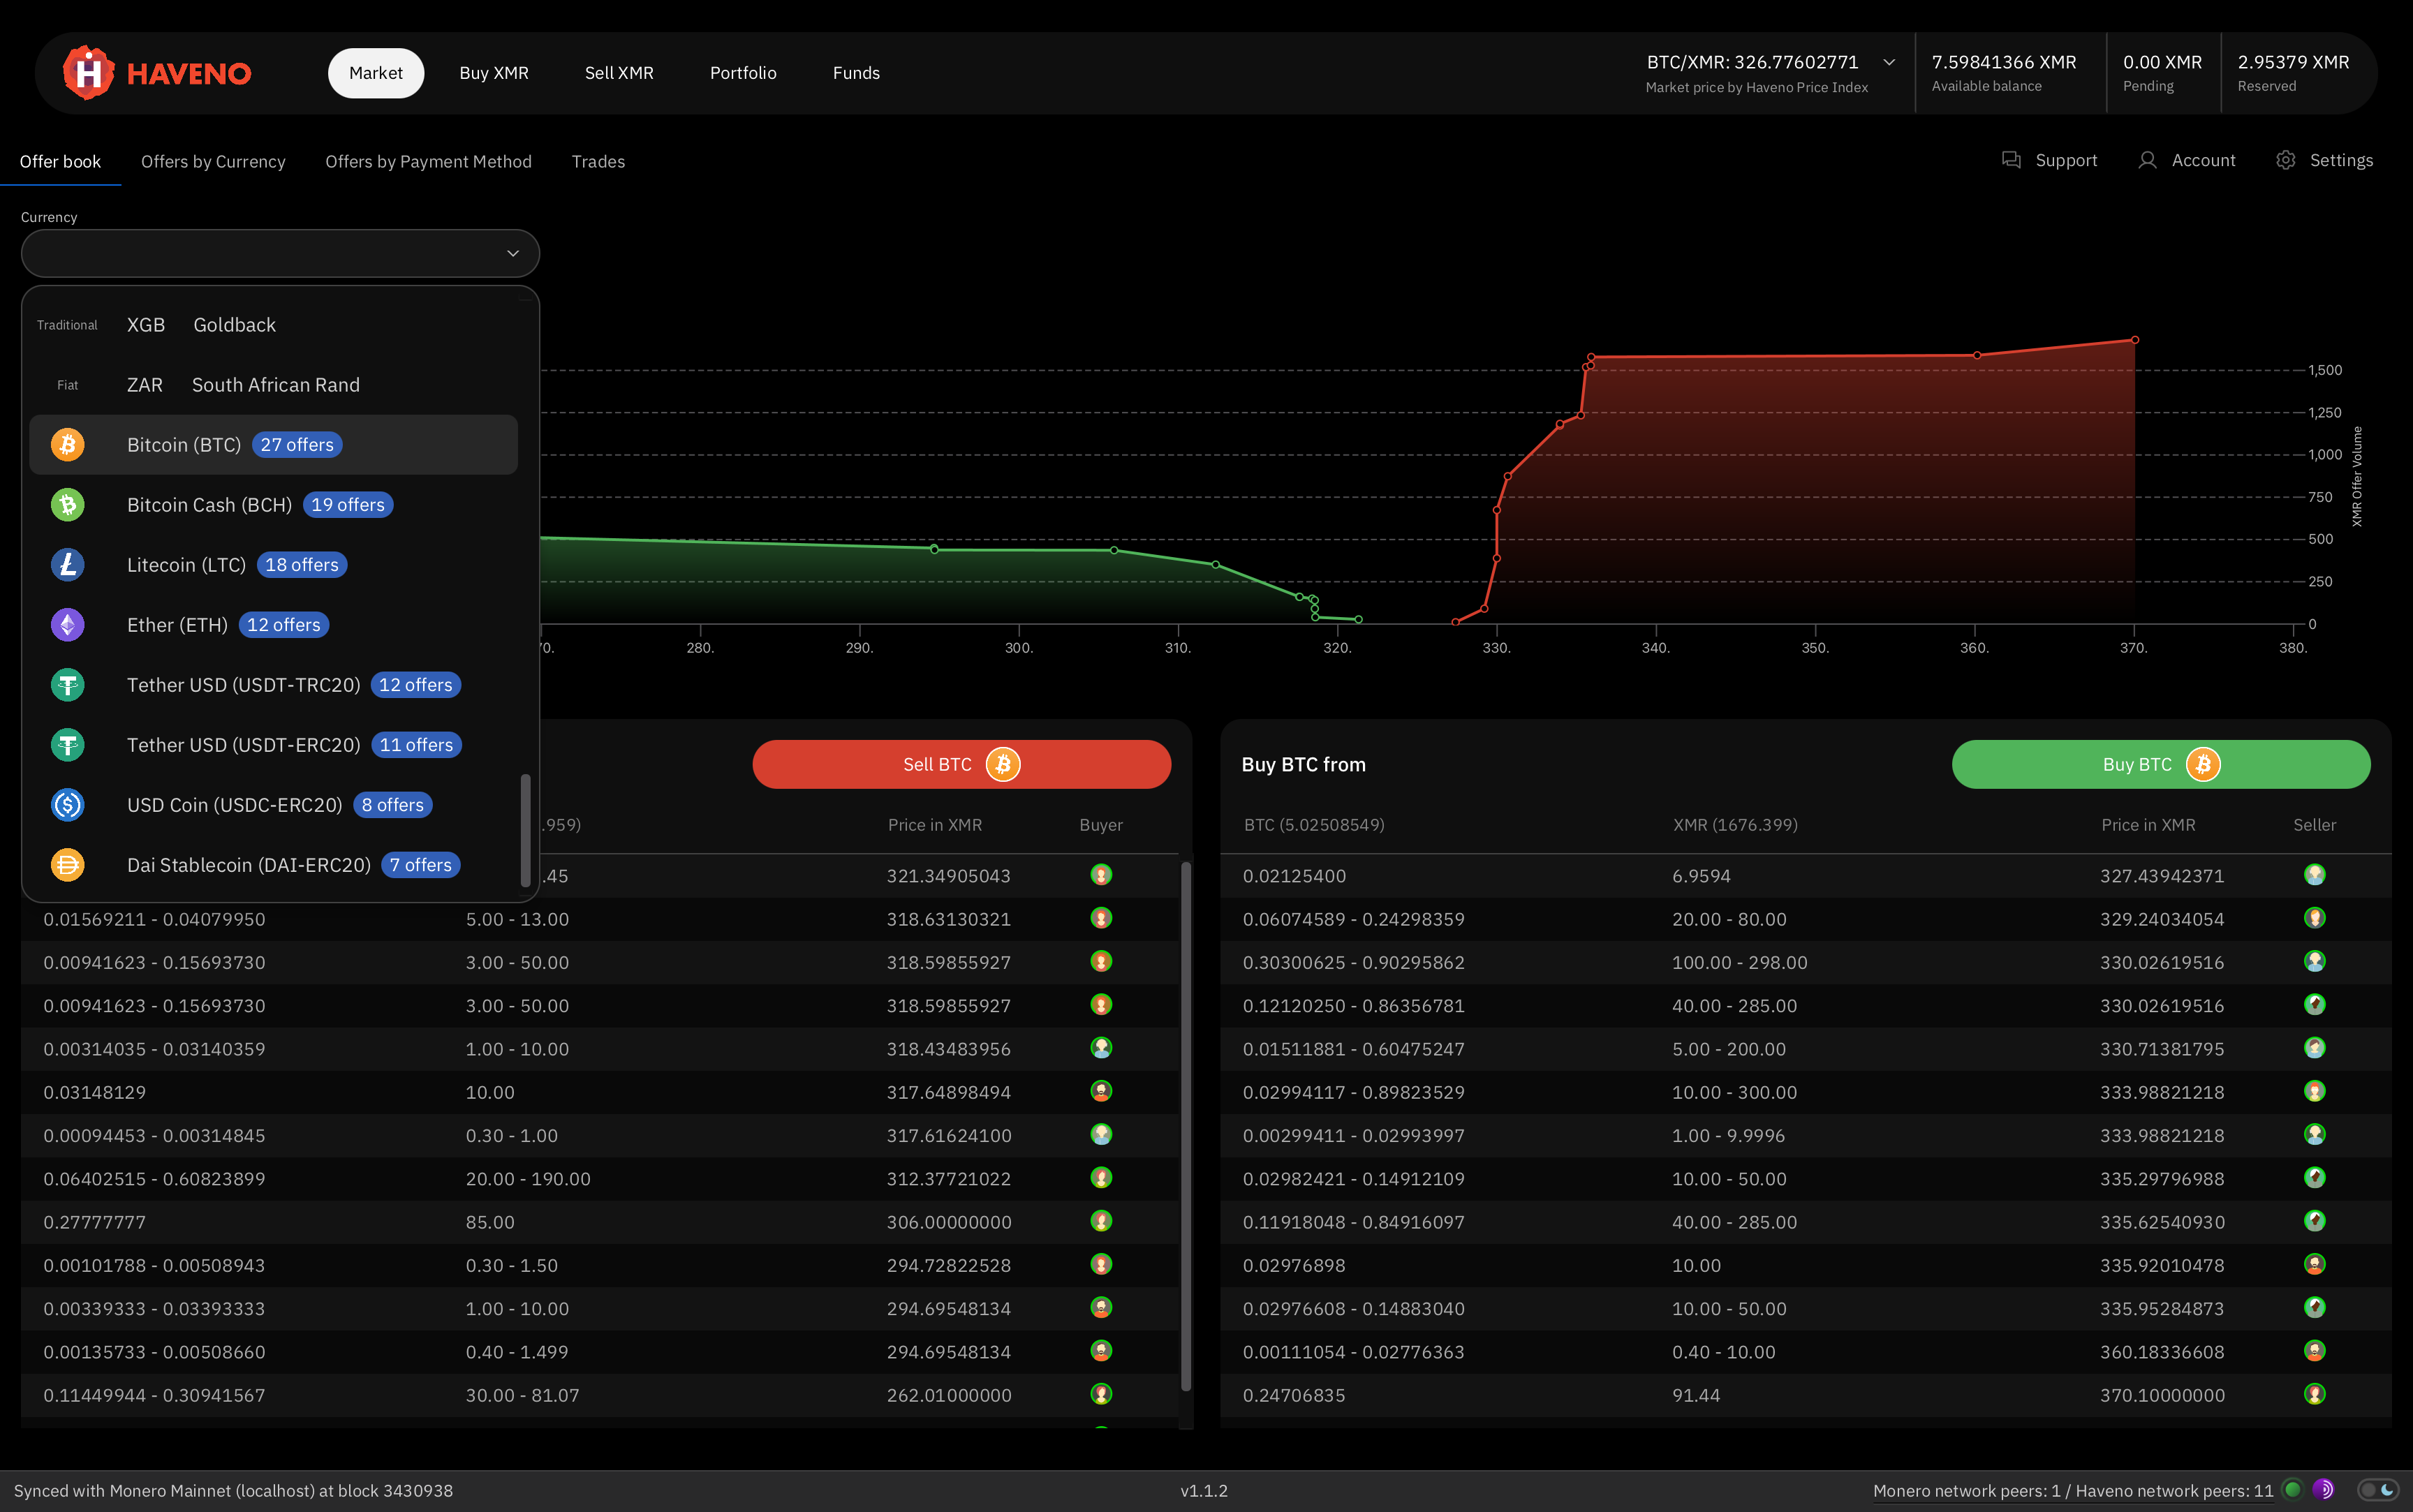 HAVENO
Market
Buy XMR
Sell XMR
Portfolio
Funds
BTC/XMR: 326.77602771
Market price by Haveno Price Index
7.59841366 XMR
Available balance
0.00 XMR
Pending
2.95379 XMR
Reserved
Offer book
Offers by Currency
Offers by Payment Method
Trades
Support
Account
Settings
Currency
Traditional XGB Goldback
Fiat ZAR South African Rand
Bitcoin (BTC) 27 offers
Bitcoin Cash (BCH) 19 offers
Litecoin (LTC) 18 offers
Ether (ETH) 12 offers
Tether USD (USDT-TRC20) 12 offers
Tether USD (USDT-ERC20) 11 offers
USD Coin (USDC-ERC20) 8 offers
Dai Stablecoin (DAI-ERC20) 7 offers
1,500
1,250
1,000
750
500
250
0
XMR Offer Volume
280. 290. 300. 310. 320. 330. 340. 350. 360. 370. 380.
Sell BTC
.959) Price in XMR Buyer
.45 321.34905043
0.01569211 - 0.04079950 5.00 - 13.00 318.63130321
0.00941623 - 0.15693730 3.00 - 50.00 318.59855927
0.00941623 - 0.15693730 3.00 - 50.00 318.59855927
0.00314035 - 0.03140359 1.00 - 10.00 318.43483956
0.03148129 10.00 317.64898494
0.00094453 - 0.00314845 0.30 - 1.00 317.61624100
0.06402515 - 0.60823899 20.00 - 190.00 312.37721022
0.27777777 85.00 306.00000000
0.00101788 - 0.00508943 0.30 - 1.50 294.72822528
0.00339333 - 0.03393333 1.00 - 10.00 294.69548134
0.00135733 - 0.00508660 0.40 - 1.499 294.69548134
0.11449944 - 0.30941567 30.00 - 81.07 262.01000000
Buy BTC from
Buy BTC
BTC (5.02508549) XMR (1676.399) Price in XMR Seller
0.02125400 6.9594 327.43942371
0.06074589 - 0.24298359 20.00 - 80.00 329.24034054
0.30300625 - 0.90295862 100.00 - 298.00 330.02619516
0.12120250 - 0.86356781 40.00 - 285.00 330.02619516
0.01511881 - 0.60475247 5.00 - 200.00 330.71381795
0.02994117 - 0.89823529 10.00 - 300.00 333.98821218
0.00299411 - 0.02993997 1.00 - 9.9996 333.98821218
0.02982421 - 0.14912109 10.00 - 50.00 335.29796988
0.11918048 - 0.84916097 40.00 - 285.00 335.62540930
0.02976898 10.00 335.92010478
0.02976608 - 0.14883040 10.00 - 50.00 335.95284873
0.00111054 - 0.02776363 0.40 - 10.00 360.18336608
0.24706835 91.44 370.10000000
Synced with Monero Mainnet (localhost) at block 3430938
v1.1.2
Monero network peers: 1 / Haveno network peers: 11